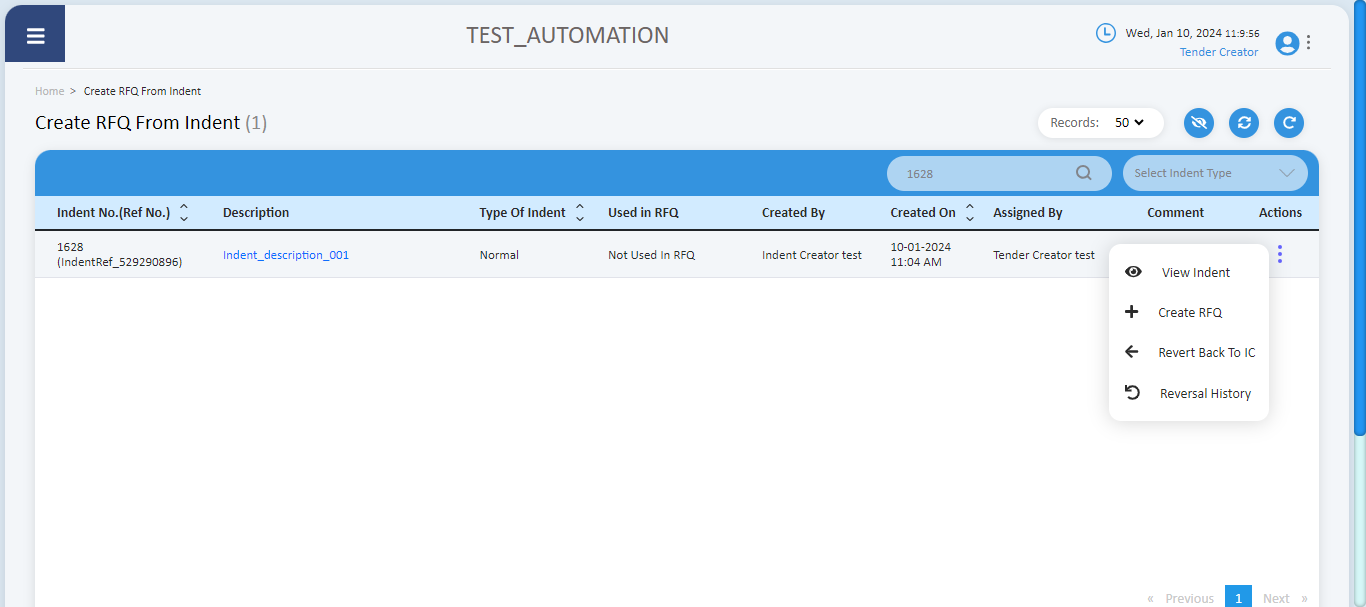 TEST_AUTOMATION
Wed, Jan 10, 2024 11:9:56
Tender Creator
Home > Create RFQ From Indent
Create RFQ From Indent (1)
Records: 50
1628
Select Indent Type
Indent No.(Ref No.) Description Type Of Indent Used in RFQ Created By Created On Assigned By Comment Actions
1628
(IndentRef_529290896)
Indent_description_001
Normal
Not Used In RFQ
Indent Creator test
10-01-2024
11:04 AM
Tender Creator test
View Indent
Create RFQ
Revert Back To IC
Reversal History
« Previous 1 Next »